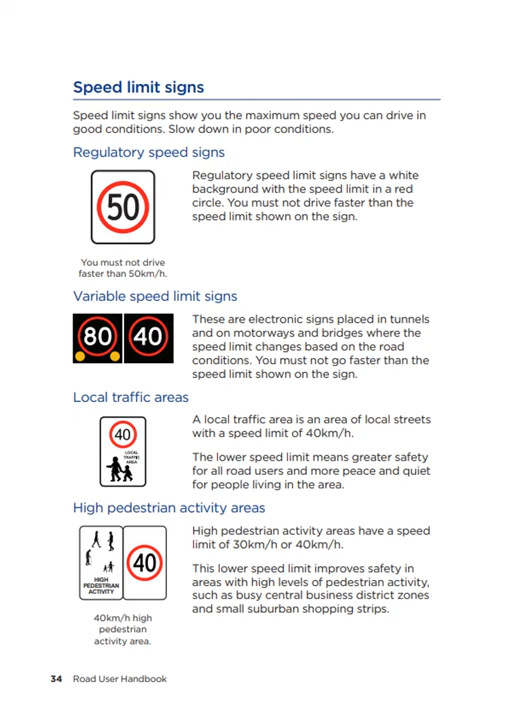 Speed limit signs
Speed limit signs show you the maximum speed you can drive in
good conditions. Slow down in poor conditions.
Regulatory speed signs
50
Regulatory speed limit signs have a white
background with the speed limit in a red
circle. You must not drive faster than the
speed limit shown on the sign.
You must not drive
faster than 50km/h.
Variable speed limit signs
80 40
These are electronic signs placed in tunnels
and on motorways and bridges where the
speed limit changes based on the road
conditions. You must not go faster than the
speed limit shown on the sign.
Local traffic areas
40
LOCAL
TRAFFIC
AREA
A local traffic area is an area of local streets
with a speed limit of 40km/h.
The lower speed limit means greater safety
for all road users and more peace and quiet
for people living in the area.
High pedestrian activity areas
HIGH
PEDESTRIAN
ACTIVITY
40
40km/h high
pedestrian
activity area.
High pedestrian activity areas have a speed
limit of 30km/h or 40km/h.
This lower speed limit improves safety in
areas with high levels of pedestrian activity,
such as busy central business district zones
and small suburban shopping strips.
34 Road User Handbook